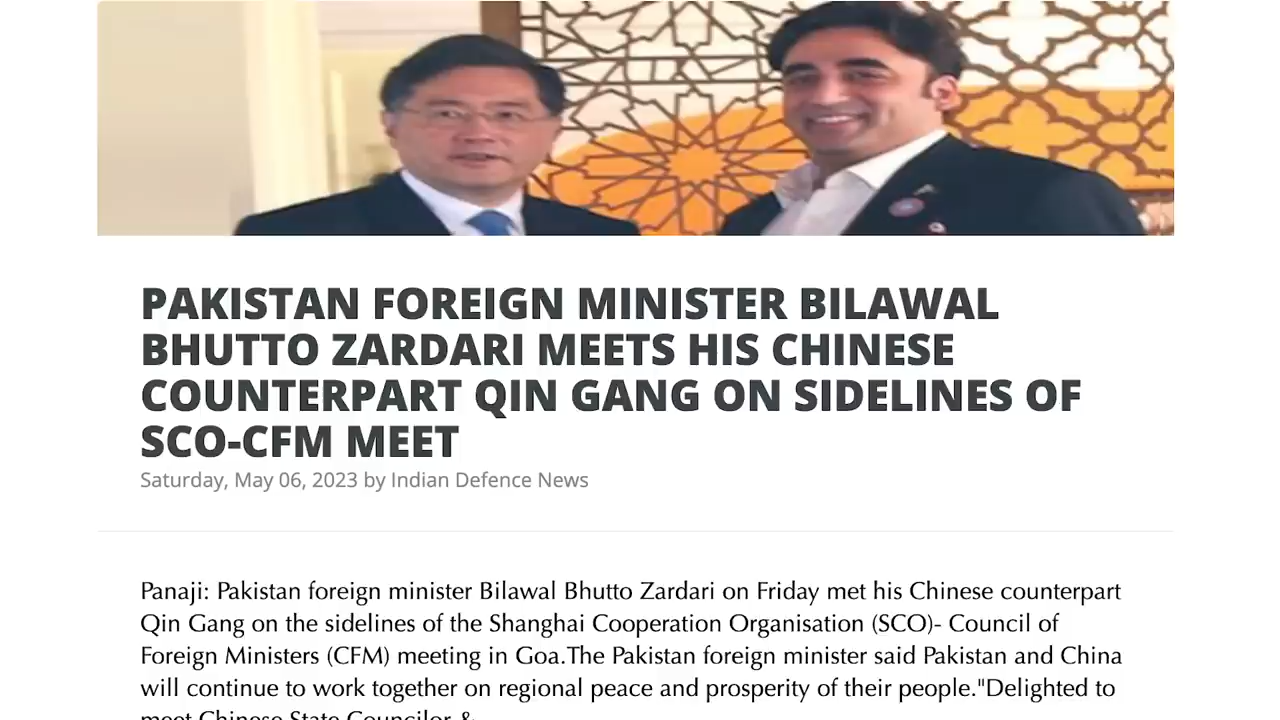 PAKISTAN FOREIGN MINISTER BILAWAL
BHUTTO ZARDARI MEETS HIS CHINESE
COUNTERPART QIN GANG ON SIDELINES OF
SCO-CFM MEET
Saturday, May 06, 2023 by Indian Defence News
Panaji: Pakistan foreign minister Bilawal Bhutto Zardari on Friday met his Chinese counterpart
Qin Gang on the sidelines of the Shanghai Cooperation Organisation (SCO)- Council of
Foreign Ministers (CFM) meeting in Goa.The Pakistan foreign minister said Pakistan and China
will continue to work together on regional peace and prosperity of their people."Delighted to
meet Chinese State Councilor &